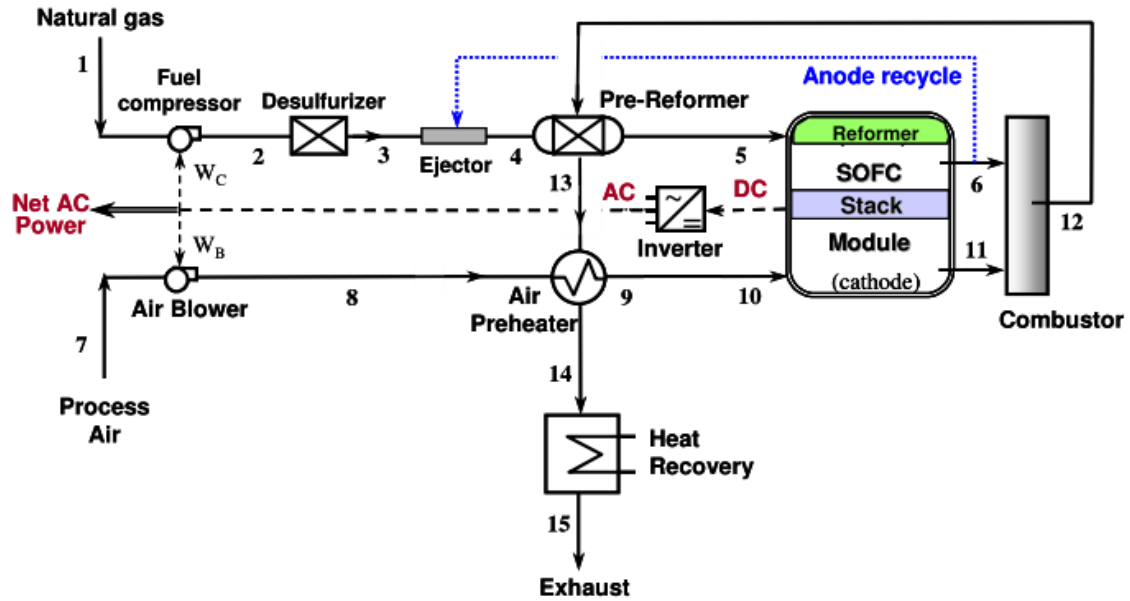 Natural gas
1
Fuel
compressor
Desulfurizer
Anode recycle
Pre-Reformer
2
3
Ejector
4
5
Reformer
SOFC
Stack
Module
(cathode)
6
11
12
Combustor
W_C
13
AC
DC
Net AC
Power
Inverter
W_B
Air Blower
8
Air
Preheater
9
10
7
Process
Air
14
Heat
Recovery
15
Exhaust